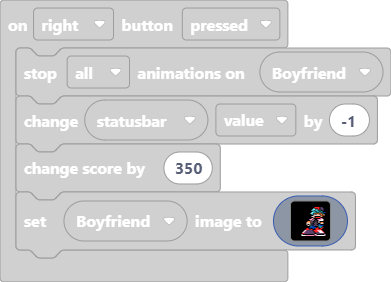 on right button pressed
stop all animations on Boyfriend
change statusbar value by -1
change score by 350
set Boyfriend image to